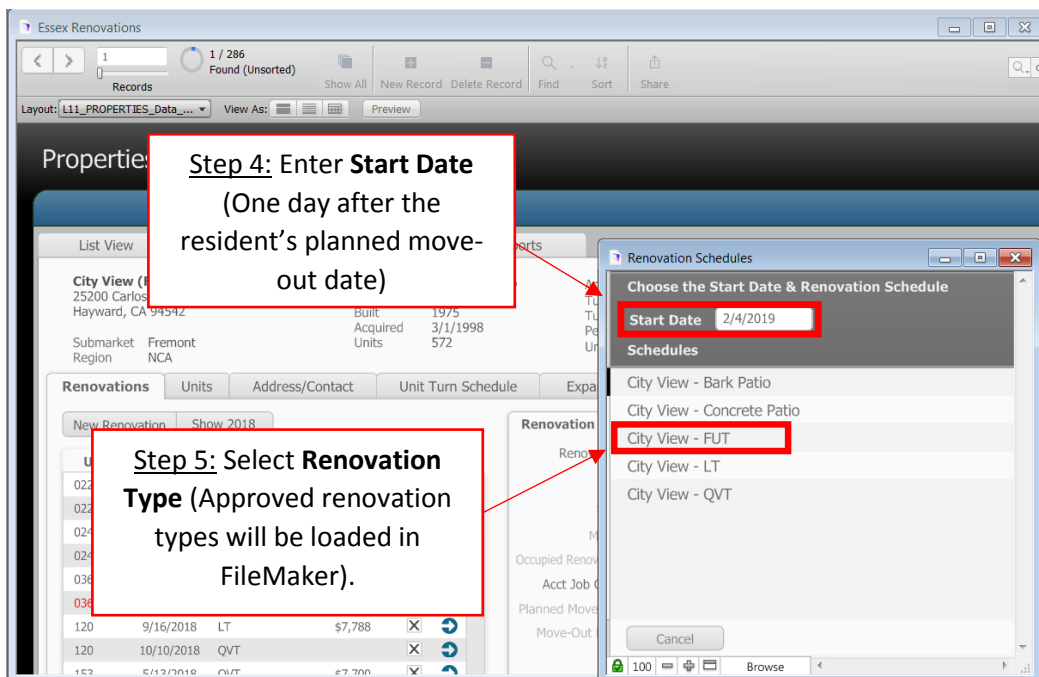 Essex Renovations
1
1 / 286
Found (Unsorted)
Records
Show All New Record Delete Record Find Sort Share
Layout: L11_PROPERTIES_Data_... View As: Preview
Properties
Step 4: Enter Start Date
(One day after the
resident's planned move-
out date)
List View
City View
25200 Carlos
Hayward, CA 94542
Built 1975
Acquired 3/1/1998
Submarket Fremont Units 572
Region NCA
Renovations Units Address/Contact Unit Turn Schedule
New Renovation Show 2018
Renovation
Step 5: Select Renovation
Type (Approved renovation
types will be loaded in
FileMaker).
Occupied
Acct Job
Planned
Move-Out
120 9/16/2018 LT $7,788 X
120 10/10/2018 QVT X
Renovation Schedules
Choose the Start Date & Renovation Schedule
Start Date 2/4/2019
Schedules
City View - Bark Patio
City View - Concrete Patio
City View - FUT
City View - LT
City View - QVT
Cancel
100 Browse